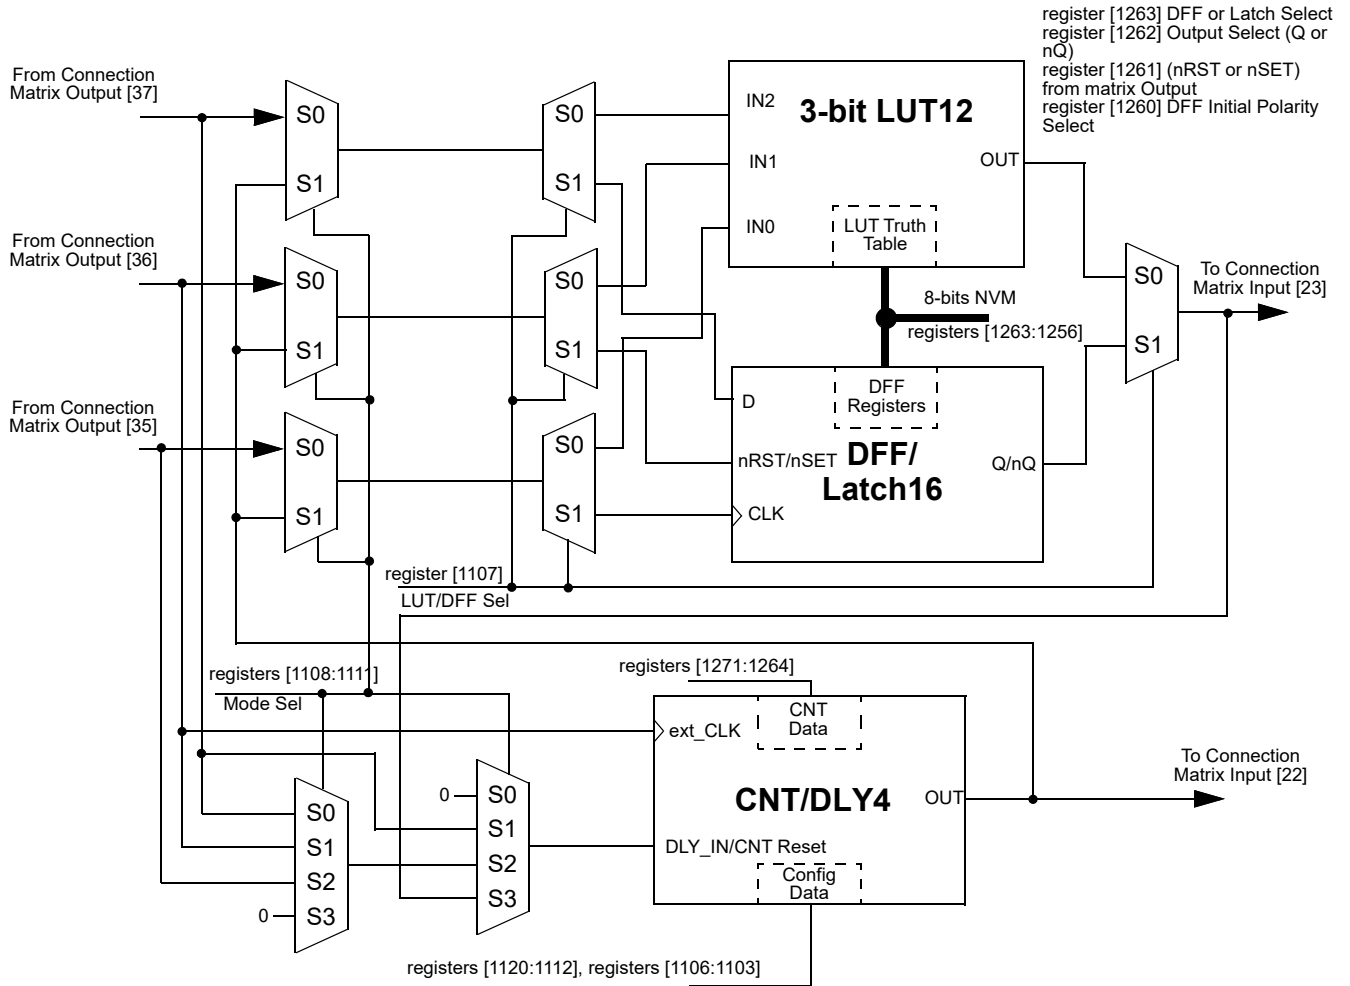 register [1263] DFF or Latch Select
register [1262] Output Select (Q or
nQ)
register [1261] (nRST or nSET)
from matrix Output
register [1260] DFF Initial Polarity
Select
From Connection
Matrix Output [37]
S0
S1
S0
S1
IN2
3-bit LUT12
IN1
OUT
IN0
LUT Truth
Table
From Connection
Matrix Output [36]
S0
S1
S0
S1
8-bits NVM
registers [1263:1256]
S0
S1
To Connection
Matrix Input [23]
From Connection
Matrix Output [35]
S0
S1
S0
S1
DFF
Registers
D
nRST/nSET
DFF/
Latch16
Q/nQ
CLK
register [1107]
LUT/DFF Sel
registers [1108:1111]
Mode Sel
registers [1271:1264]
CNT
Data
ext_CLK
CNT/DLY4
OUT
To Connection
Matrix Input [22]
DLY_IN/CNT Reset
Config
Data
0
S0
S1
S2
S3
S0
S1
S2
0
S3
registers [1120:1112], registers [1106:1103]